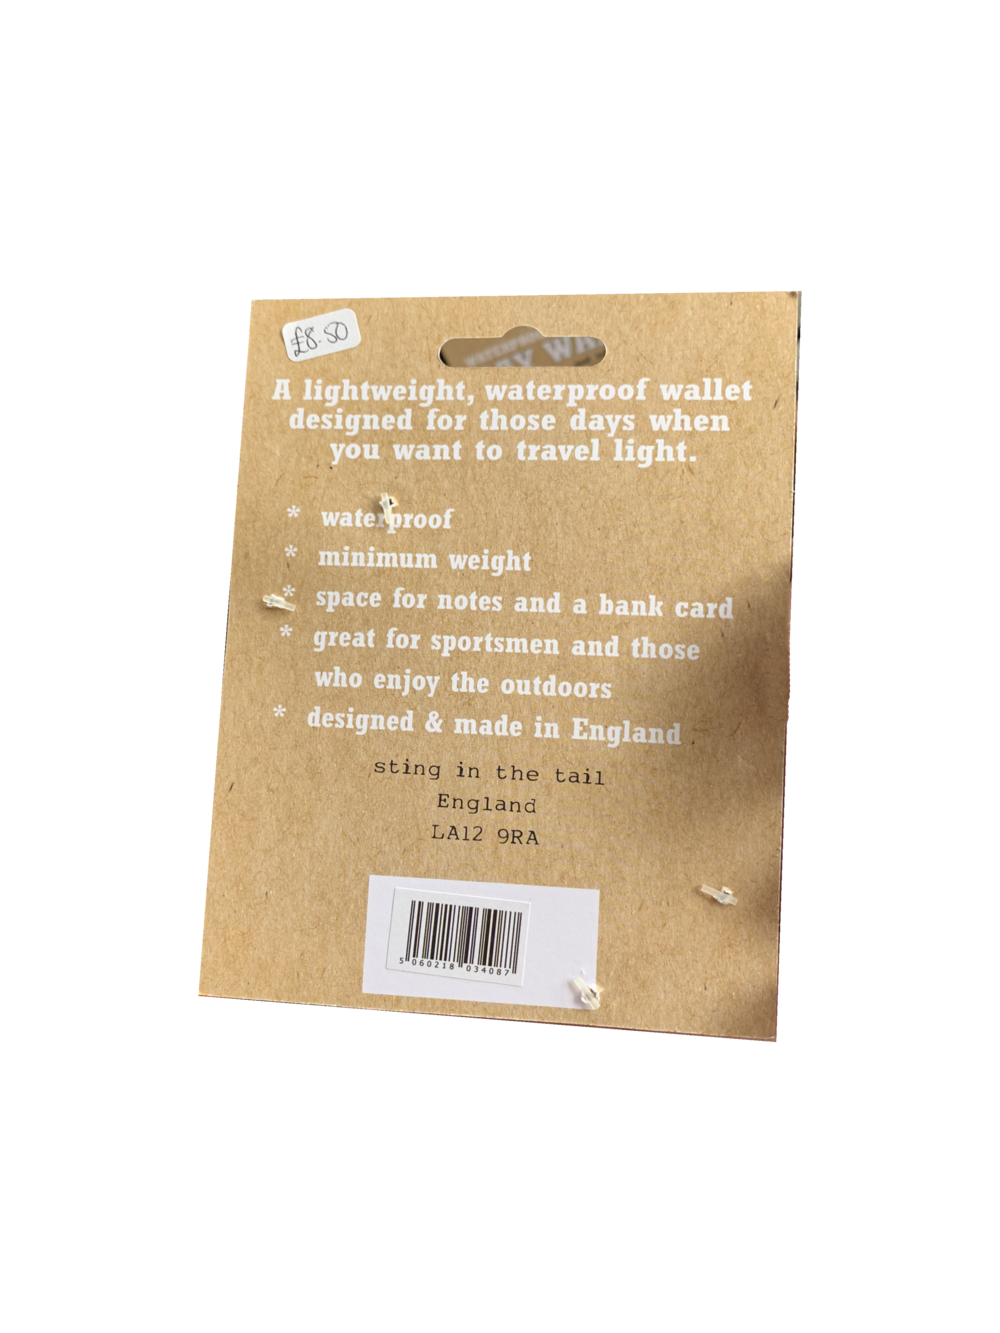 £8.50
A lightweight, waterproof wallet
designed for those days when
you want to travel light.
* waterproof
* minimum weight
* space for notes and a bank card
* great for sportsmen and those
who enjoy the outdoors
* designed & made in England
sting in the tail
England
LA12 9RA
5 060218 034087